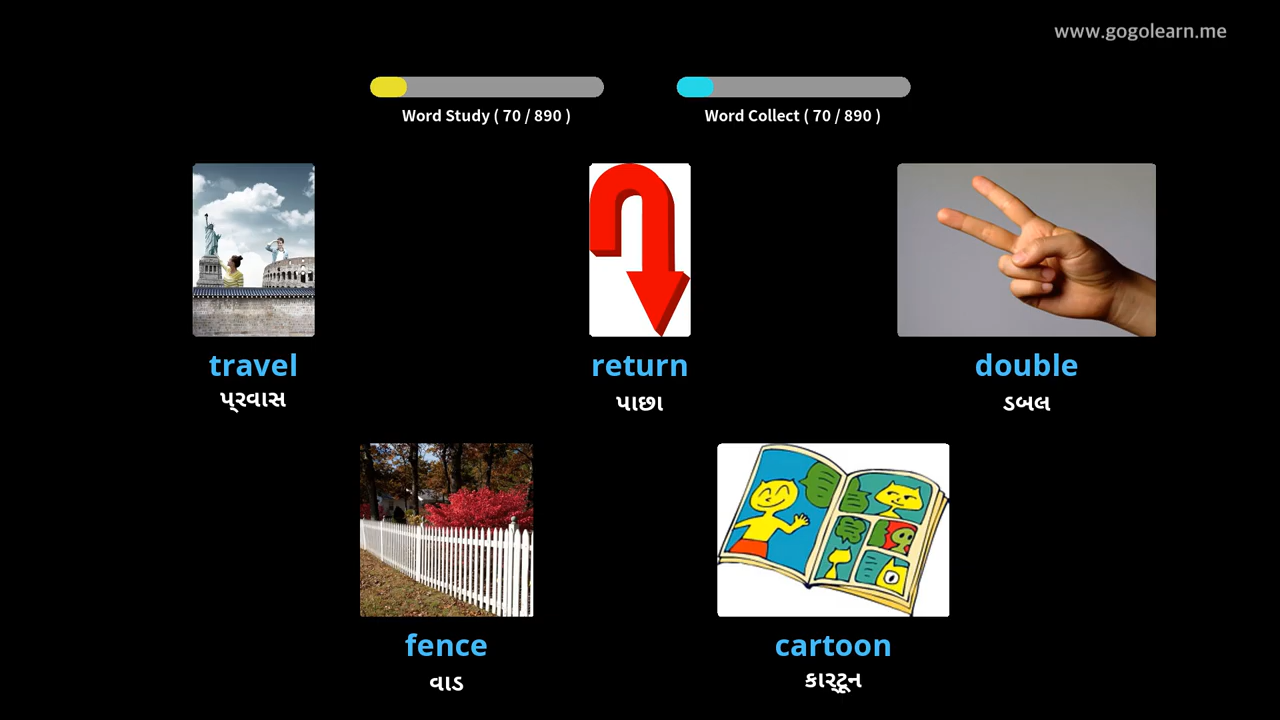 www.gogolearn.me
Word Study ( 70 / 890 )
Word Collect ( 70 / 890 )
travel
પ્રવાસ
return
પાછા
double
ડબલ
fence
વાડ
cartoon
કાર્ટૂન